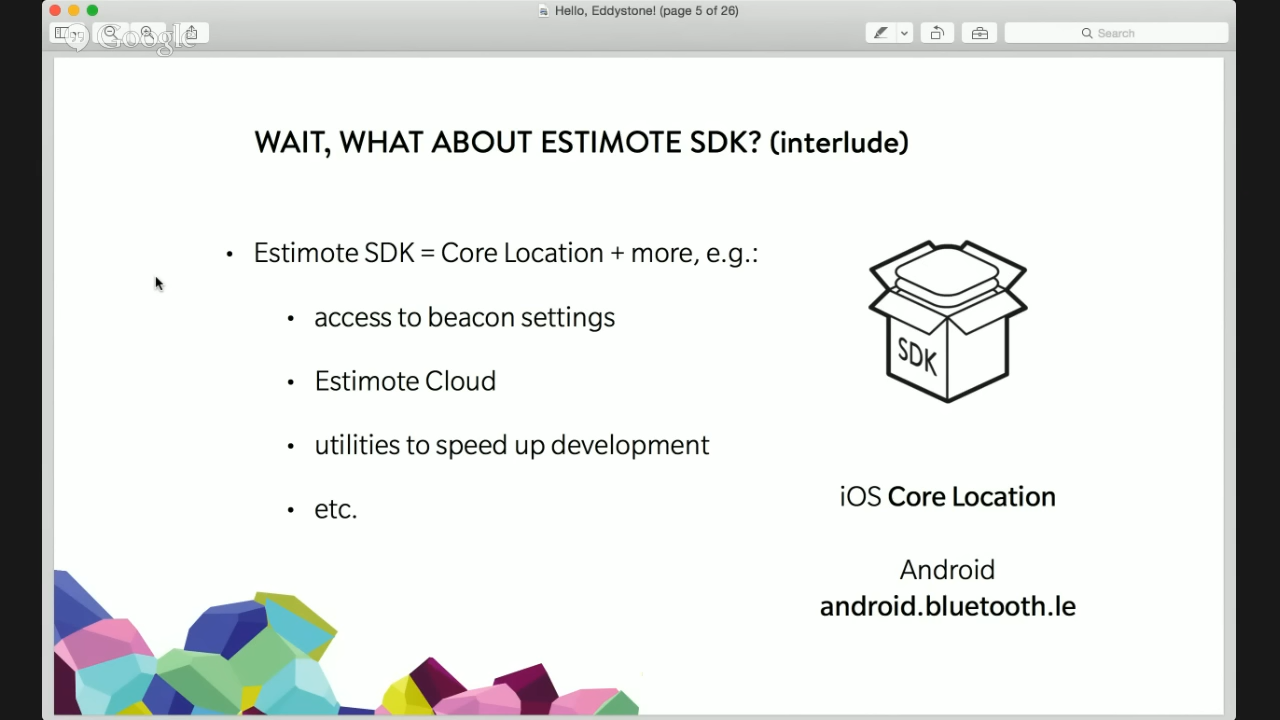 Hello, Eddystone! (page 5 of 26)
Google
Search
WAIT, WHAT ABOUT ESTIMOTE SDK? (interlude)
• Estimote SDK = Core Location + more, e.g.:
• access to beacon settings
• Estimote Cloud
• utilities to speed up development
• etc.
SDK
iOS Core Location
Android
android.bluetooth.le